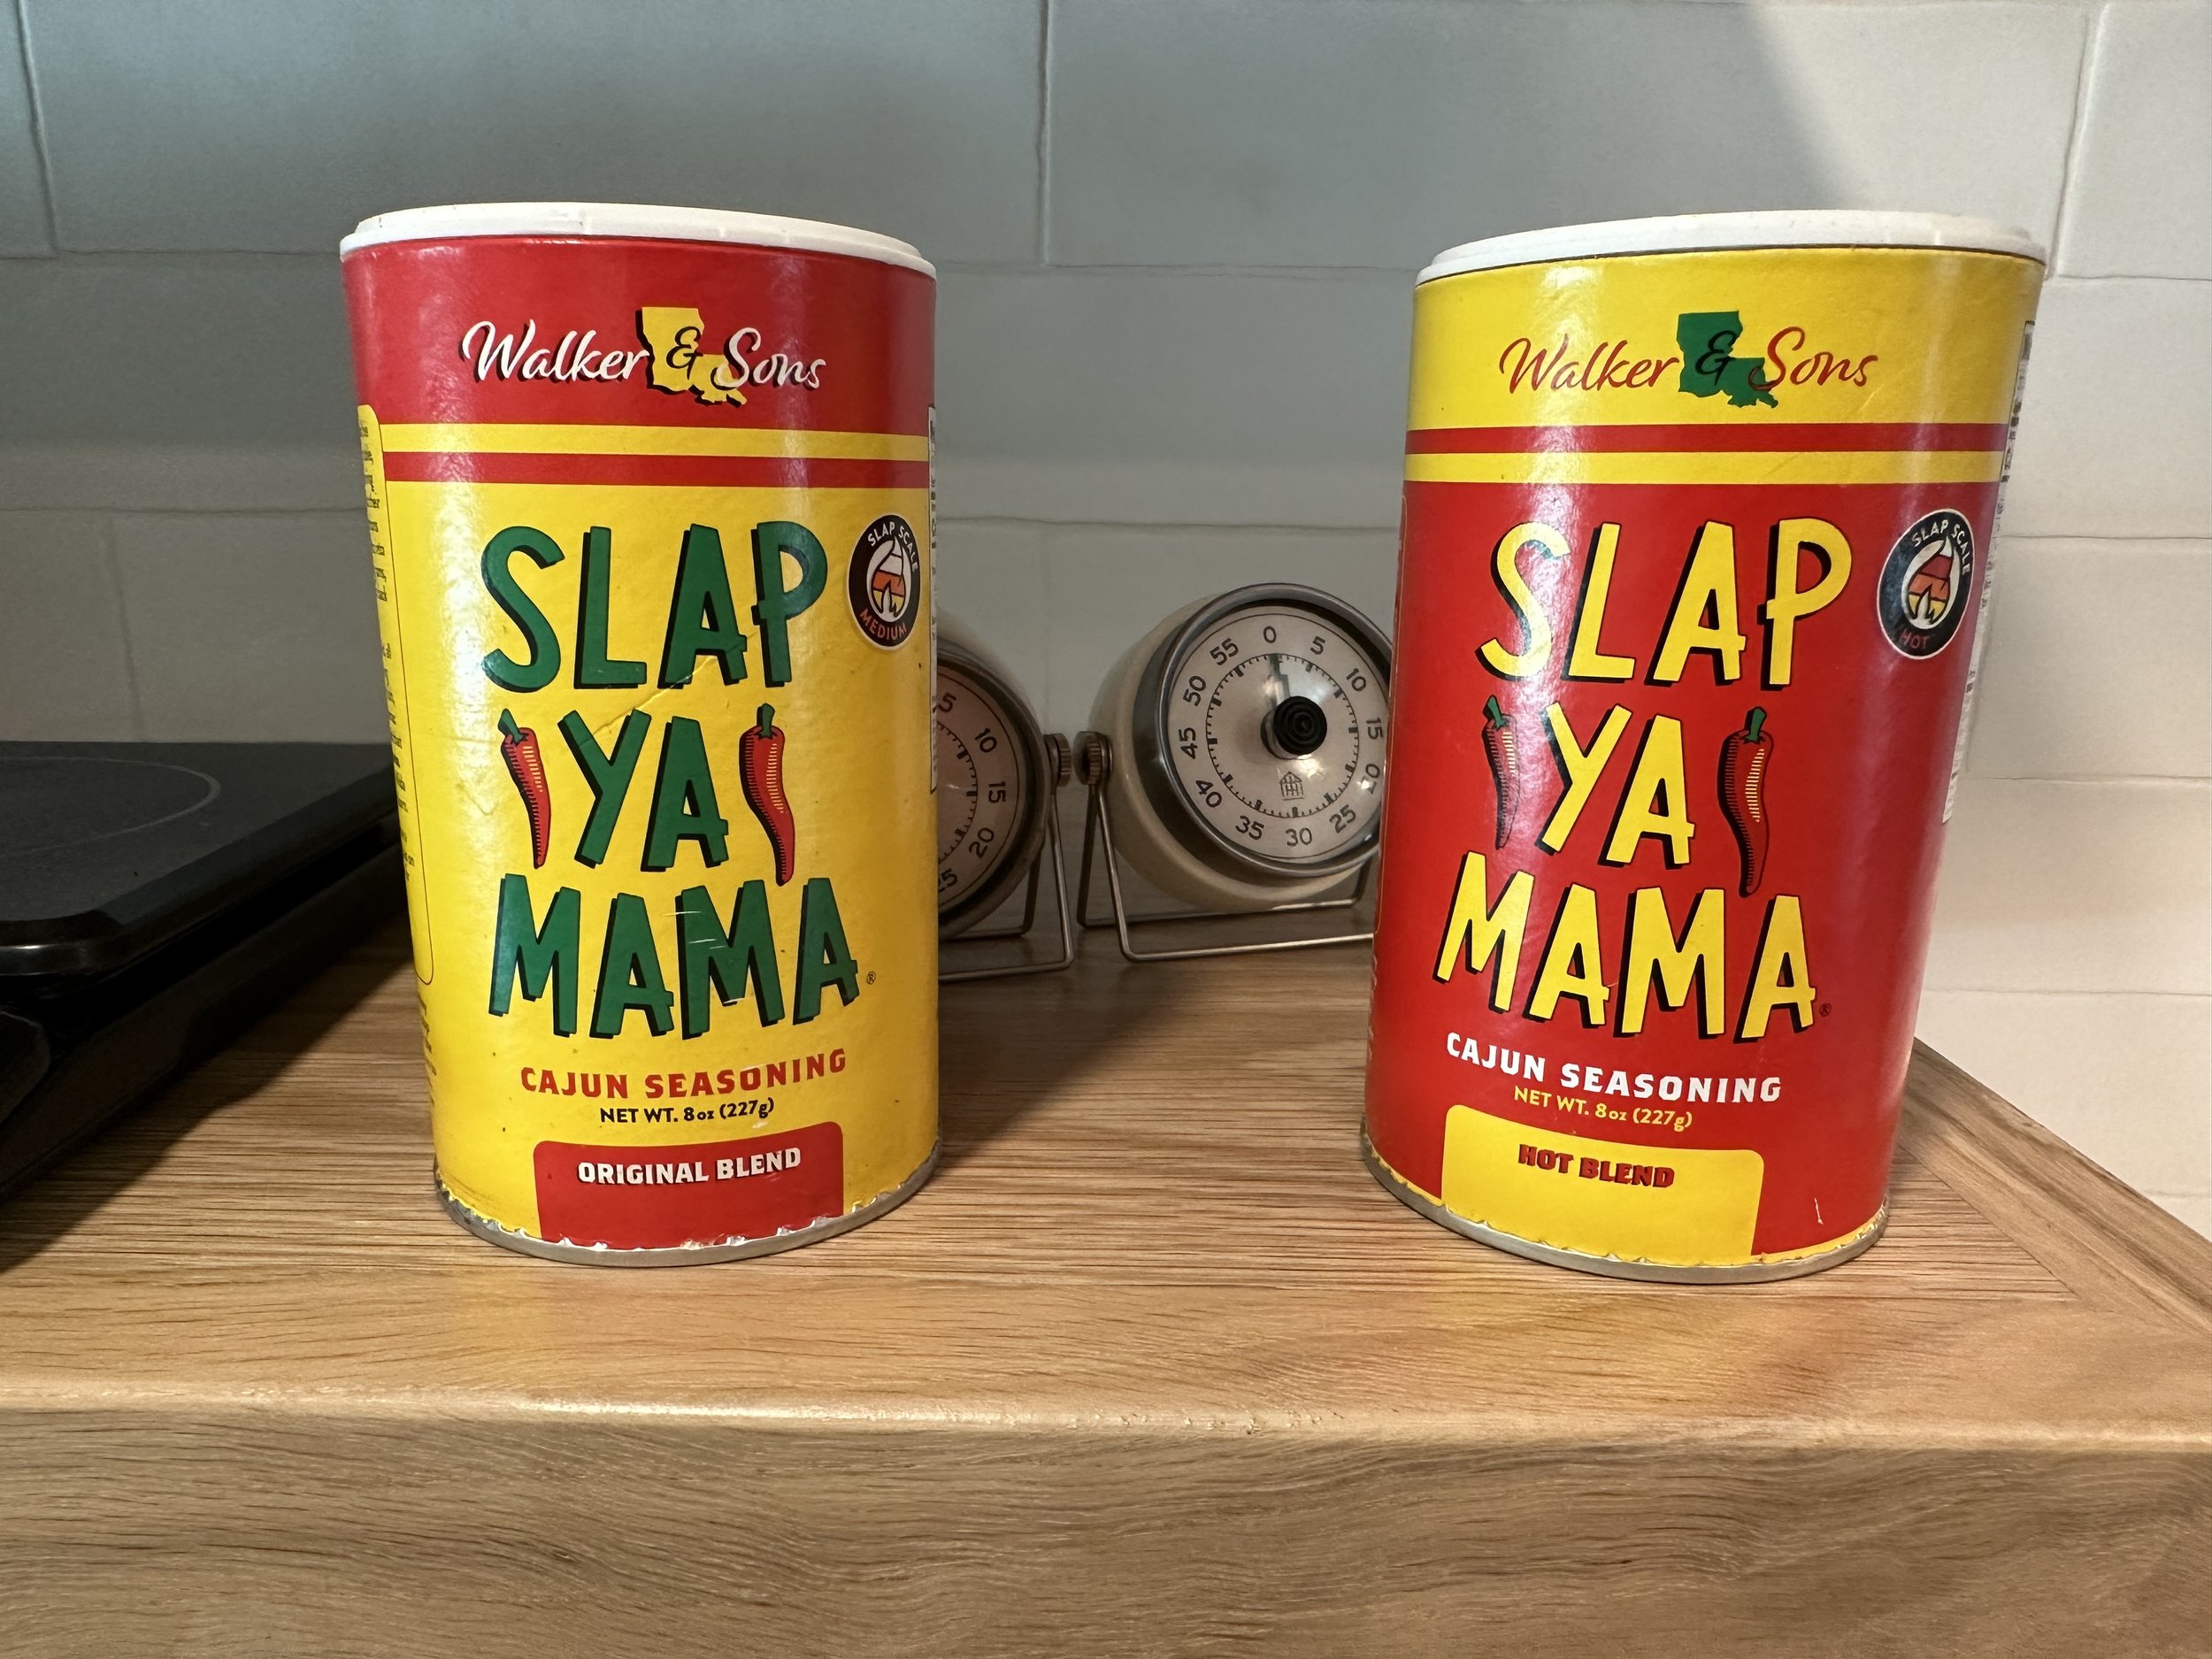 Walker & Sons
SLAP
YA
MAMA®
CAJUN SEASONING
NET WT. 8oz (227g)
ORIGINAL BLEND
SLAP SCALE
MEDIUM
5
10
15
20
25
0
5
10
15
25
30
35
40
45
50
55
Walker & Sons
SLAP
YA
MAMA®
CAJUN SEASONING
NET WT. 8oz (227g)
HOT BLEND
SLAP SCALE
HOT